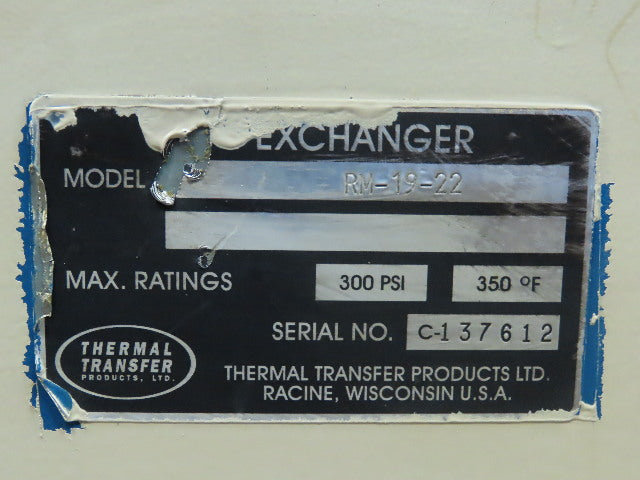 EXCHANGER
MODEL RM-19-22
MAX. RATINGS 300 PSI 350 °F
SERIAL NO. C-137612
THERMAL
TRANSFER
PRODUCTS, LTD.
THERMAL TRANSFER PRODUCTS LTD.
RACINE, WISCONSIN U.S.A.